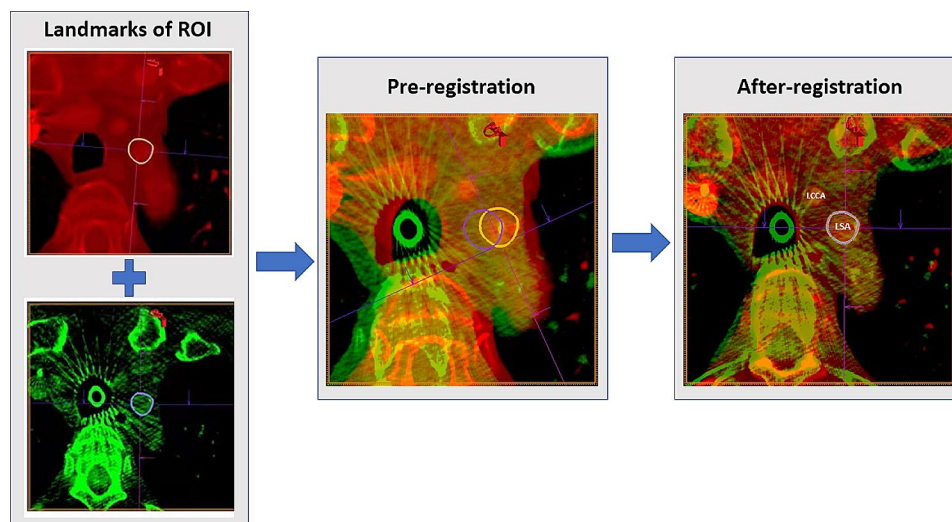 Landmarks of ROI
Pre-registration
After-registration
LCCA
LSA